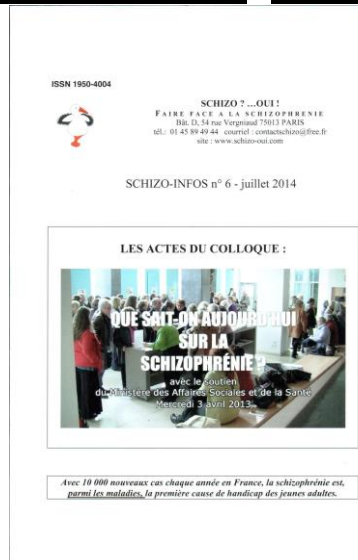 ISSN 1950-4004
SCHIZO ? ...OUI !
FAIRE FACE A LA SCHIZOPHRENIE
Bât. D, 54 rue Vergniaud 75013 PARIS
tél.: 01 45 89 49 44 courriel : contactschizo@free.fr
site : www.schizo-oui.com
SCHIZO-INFOS n° 6 - juillet 2014
LES ACTES DU COLLOQUE :
QUE SAIT-ON AUJOURD'HUI
SUR LA
SCHIZOPHRÉNIE ?
avec le soutien
du Ministère des Affaires Sociales et de la Santé
Mercredi 3 avril 2013
Avec 10 000 nouveaux cas chaque année en France, la schizophrénie est,
parmi les maladies, la première cause de handicap des jeunes adultes.